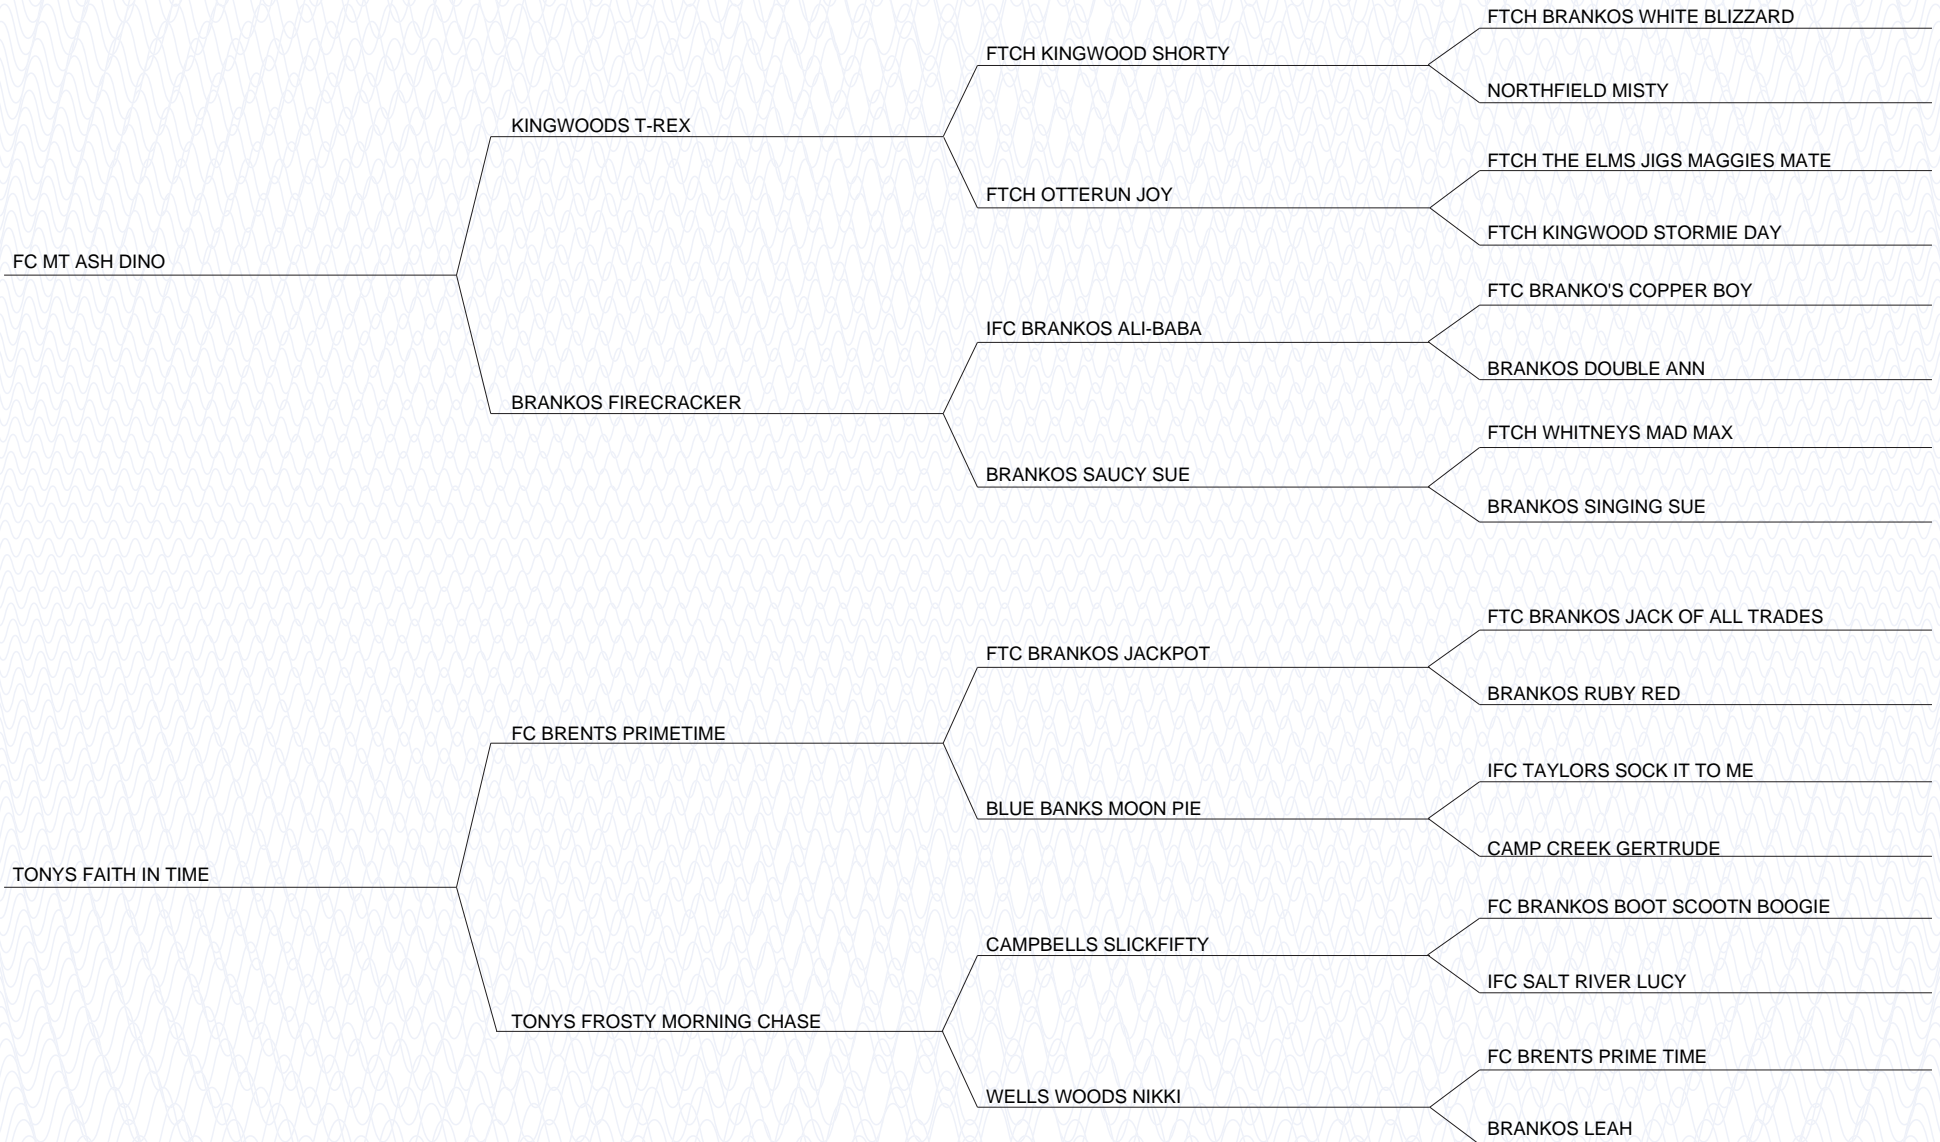 FTCH BRANKOS WHITE BLIZZARD
FTCH KINGWOOD SHORTY
NORTHFIELD MISTY
KINGWOODS T-REX
FTCH THE ELMS JIGS MAGGIES MATE
FTCH OTTERUN JOY
FTCH KINGWOOD STORMIE DAY
FC MT ASH DINO
FTC BRANKO'S COPPER BOY
IFC BRANKOS ALI-BABA
BRANKOS DOUBLE ANN
BRANKOS FIRECRACKER
FTCH WHITNEYS MAD MAX
BRANKOS SAUCY SUE
BRANKOS SINGING SUE
FTC BRANKOS JACK OF ALL TRADES
FTC BRANKOS JACKPOT
BRANKOS RUBY RED
FC BRENTS PRIMETIME
IFC TAYLORS SOCK IT TO ME
BLUE BANKS MOON PIE
CAMP CREEK GERTRUDE
TONYS FAITH IN TIME
FC BRANKOS BOOT SCOOTN BOOGIE
CAMPBELLS SLICKFIFTY
IFC SALT RIVER LUCY
TONYS FROSTY MORNING CHASE
FC BRENTS PRIME TIME
WELLS WOODS NIKKI
BRANKOS LEAH